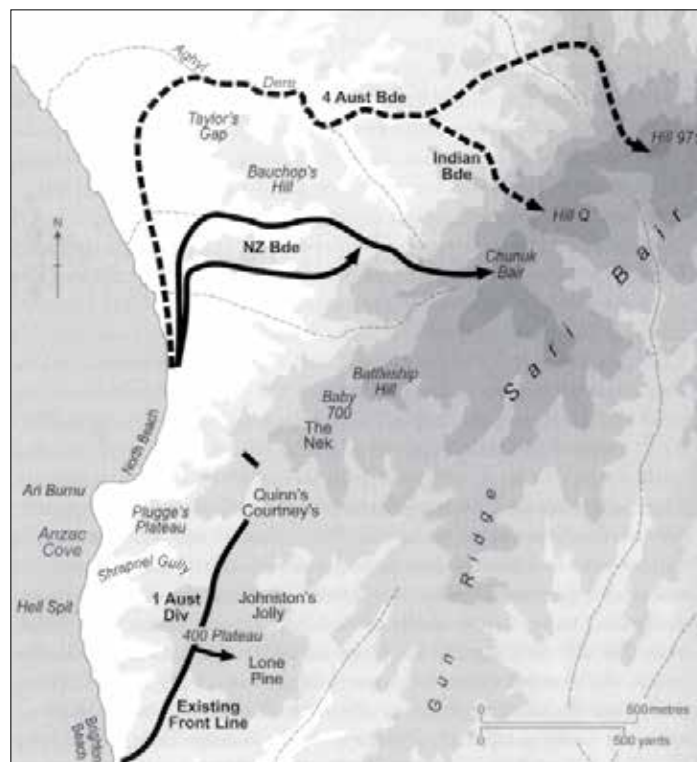 Aghyl
Dere
4 Aust Bde
Taylor's
Gap
Hill 971
Bauchop's
Hill
Indian
Bde
Hill Q
N
NZ Bde
Chunuk
Bair
Sari Bair
Battleship
Hill
Baby
700
The
Nek
North Beach
Ari Burnu
Quinn's
Courtney's
Plugge's
Plateau
Anzac
Cove
Shrapnel Gully
Gun Ridge
Hell Spit
1 Aust
Div
Johnston's
Jolly
400 Plateau
Lone
Pine
Existing
Front Line
Brighton
Beach
0 500 metres
0 500 yards